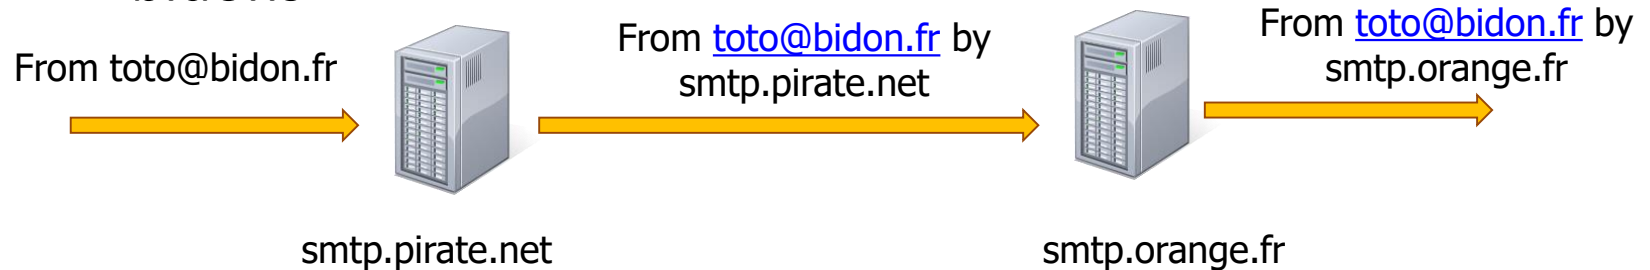 From toto@bidon.fr
From toto@bidon.fr by
smtp.pirate.net
From toto@bidon.fr by
smtp.orange.fr
smtp.pirate.net
smtp.orange.fr